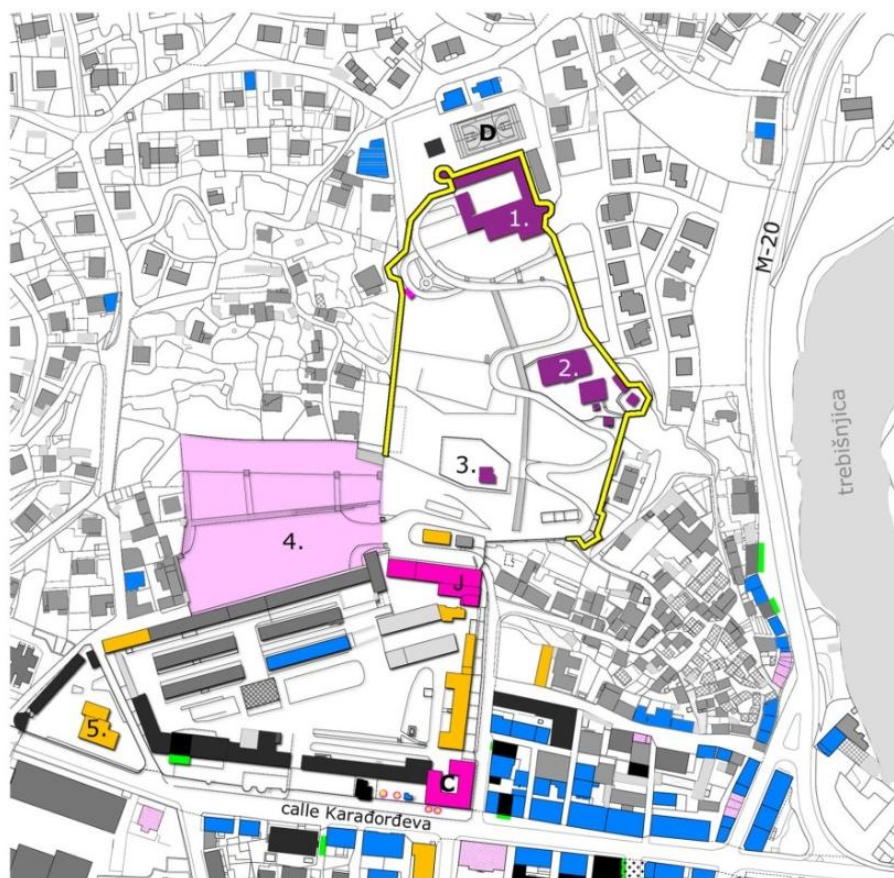 D
1.
M-20
2.
trebišnjica
3.
4.
J
5.
C
calle Karađorđeva